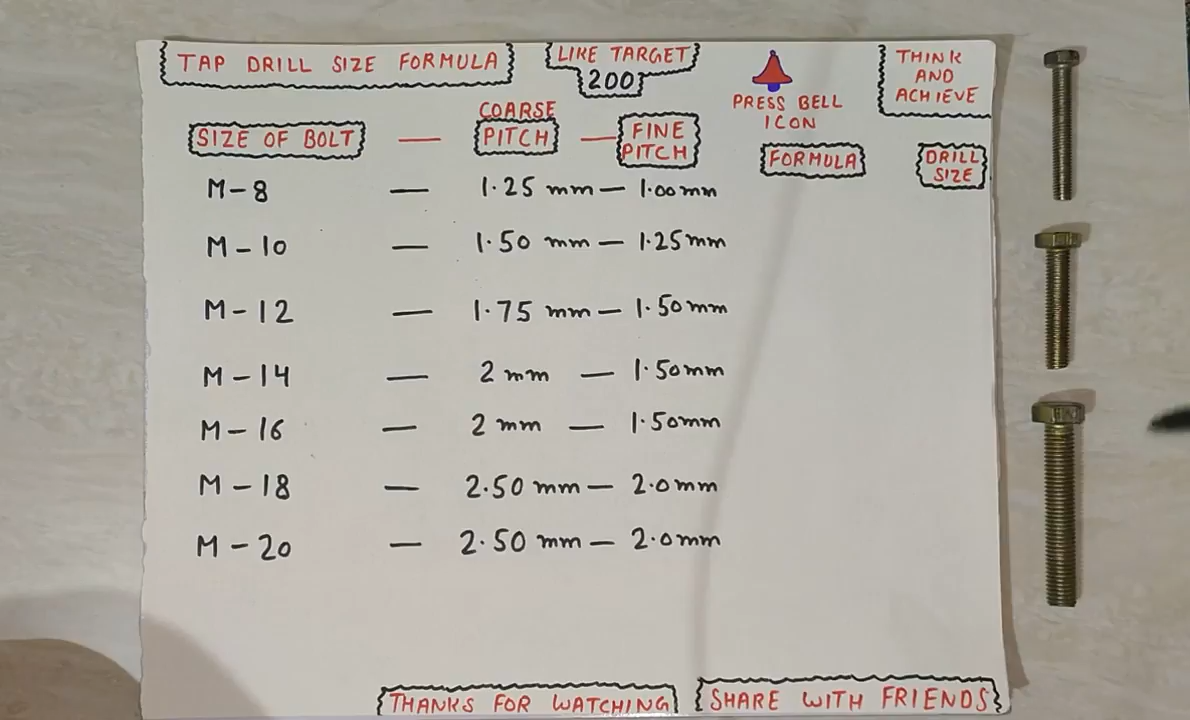 TAP DRILL SIZE FORMULA
LIKE TARGET
200
PRESS BELL
ICON
THINK
AND
ACHIEVE
SIZE OF BOLT — COARSE PITCH — FINE PITCH
FORMULA
DRILL
SIZE
M-8 — 1.25 mm — 1.00mm
M-10 — 1.50 mm — 1.25mm
M-12 — 1.75 mm — 1.50mm
M-14 — 2 mm — 1.50mm
M-16 — 2 mm — 1.50mm
M-18 — 2.50 mm — 2.0mm
M-20 — 2.50 mm — 2.0mm
THANKS FOR WATCHING
SHARE WITH FRIENDS